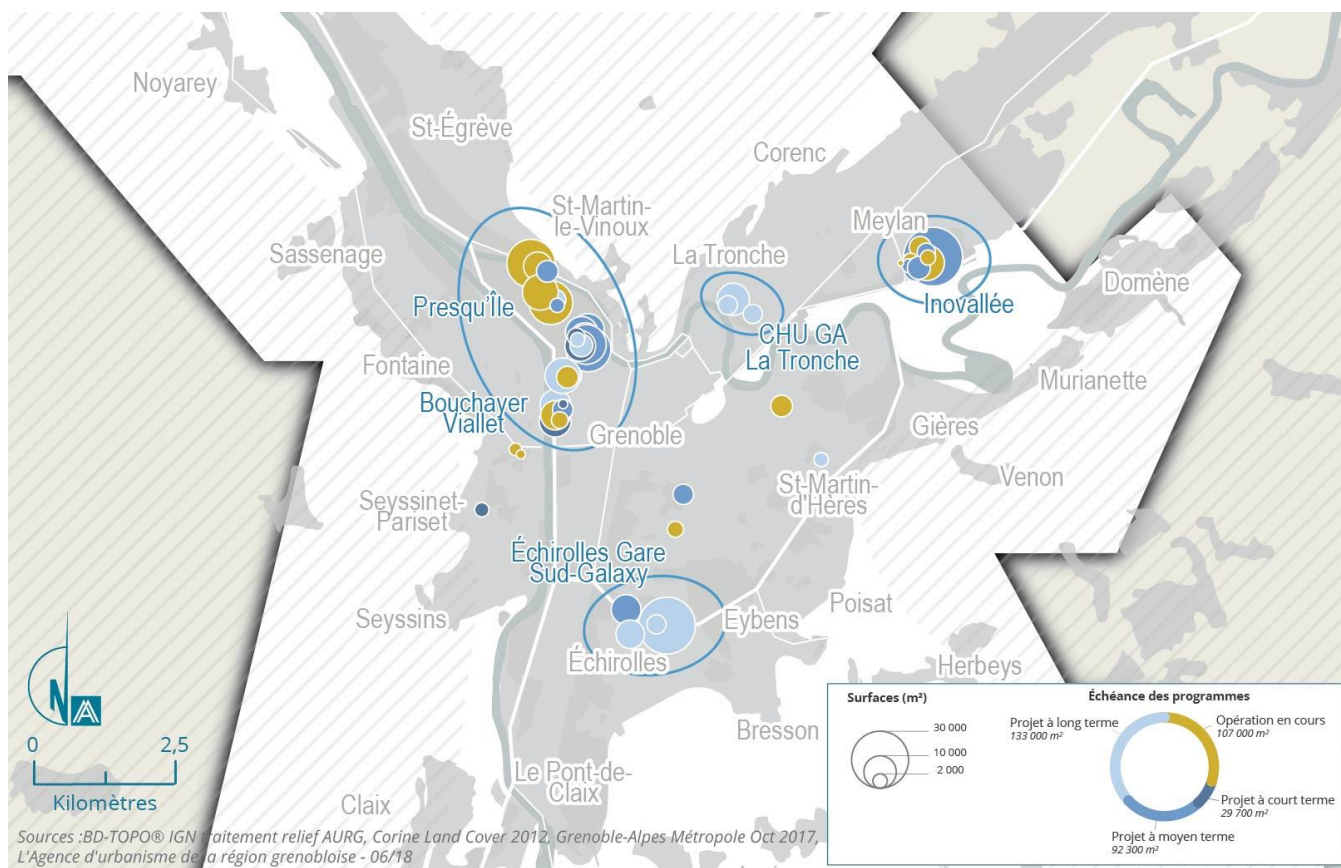 Noyarey
St-Égrève
Corenc
St-Martin-
le-Vinoux
Meylan
Sassenage
La Tronche
Domène
Presqu'Île
Inovallée
CHU GA
La Tronche
Fontaine
Murianette
Bouchayer
Viallet
Grenoble
Gières
Venon
St-Martin-
d'Hères
Seyssinet-
Pariset
Échirolles Gare
Sud-Galaxy
Seyssins
Eybens
Poisat
Échirolles
Herbeys
Bresson
Le Pont-de-
Claix
Claix
N
0 2,5
Kilomètres
Surfaces (m²)
30 000
10 000
2 000
Échéance des programmes
Projet à long terme
133 000 m²
Opération en cours
107 000 m²
Projet à court terme
29 700 m²
Projet à moyen terme
92 300 m²
Sources :BD-TOPO® IGN traitement relief AURG, Corine Land Cover 2012, Grenoble-Alpes Métropole Oct 2017,
L'Agence d'urbanisme de la région grenobloise - 06/18